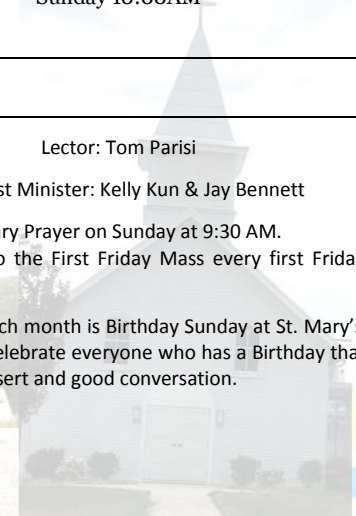 Sunday 10:00AM
Lector: Tom Parisi
st Minister: Kelly Kun & Jay Bennett
ary Prayer on Sunday at 9:30 AM.
o the First Friday Mass every first Frida
ch month is Birthday Sunday at St. Mary's
elebrate everyone who has a Birthday tha
sert and good conversation.